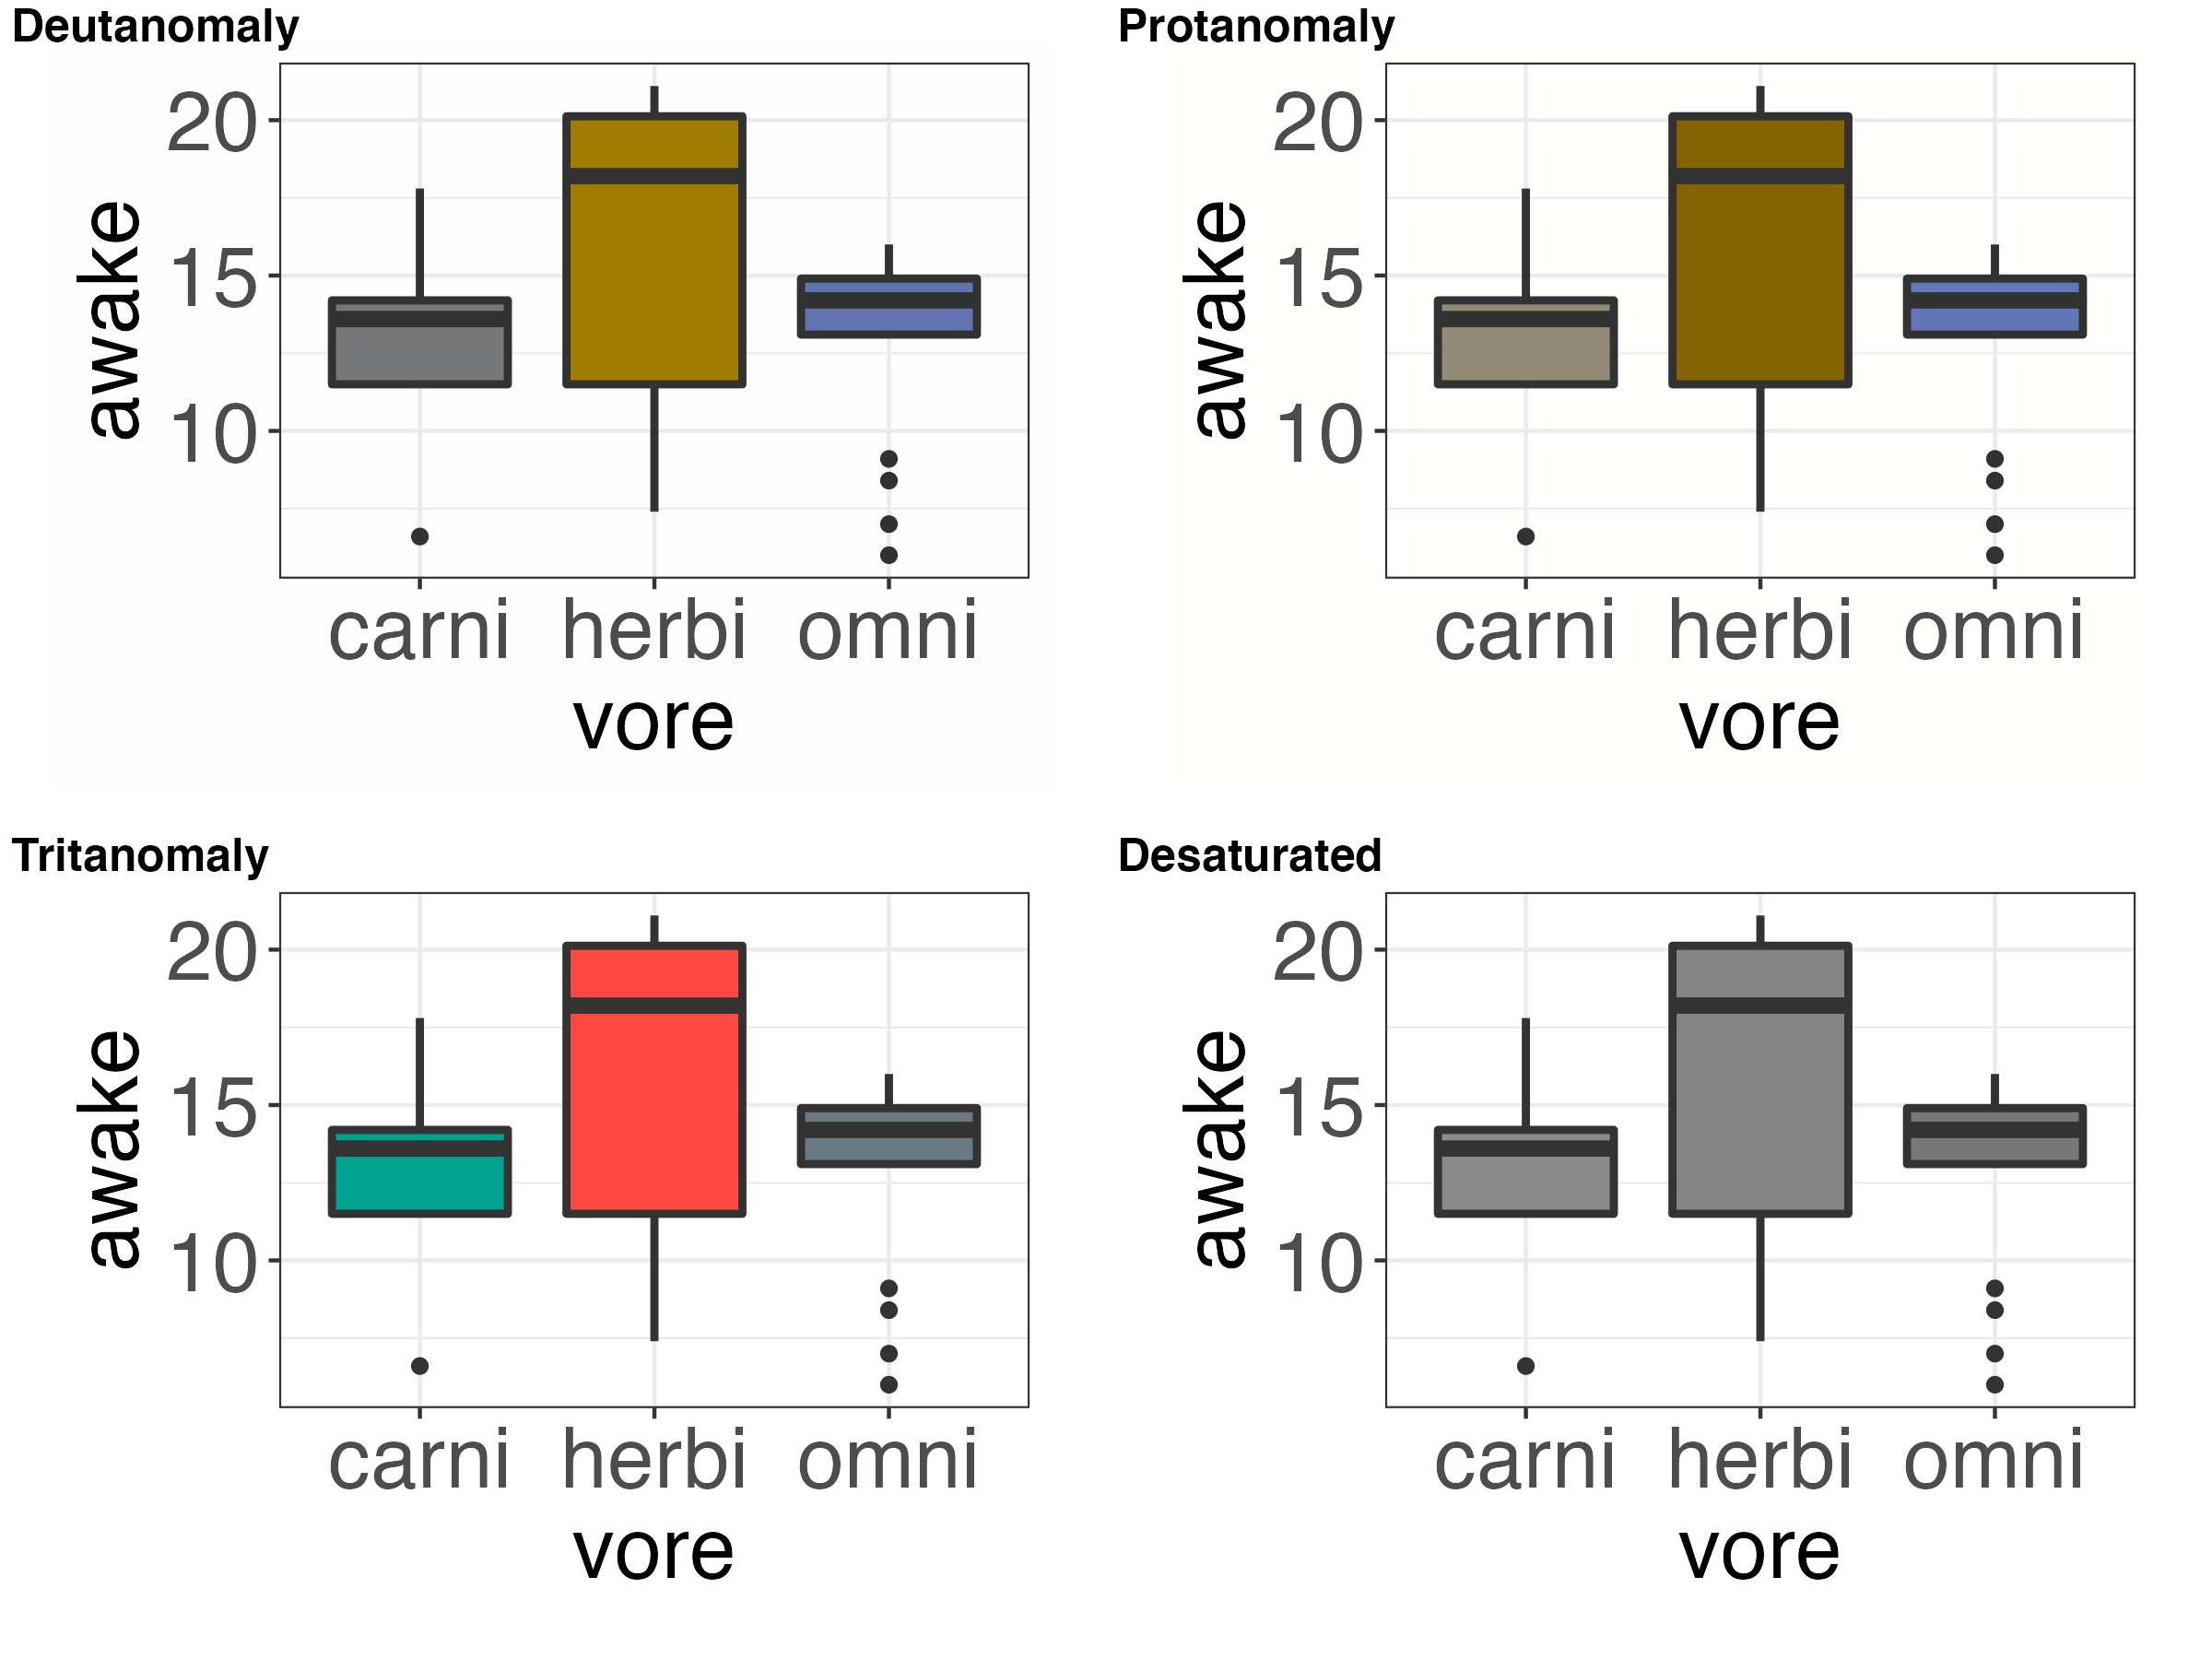 Deutanomaly
awake
20
15
10
carni herbi omni
vore
Protanomaly
awake
20
15
10
carni herbi omni
vore
Tritanomaly
awake
20
15
10
carni herbi omni
vore
Desaturated
awake
20
15
10
carni herbi omni
vore